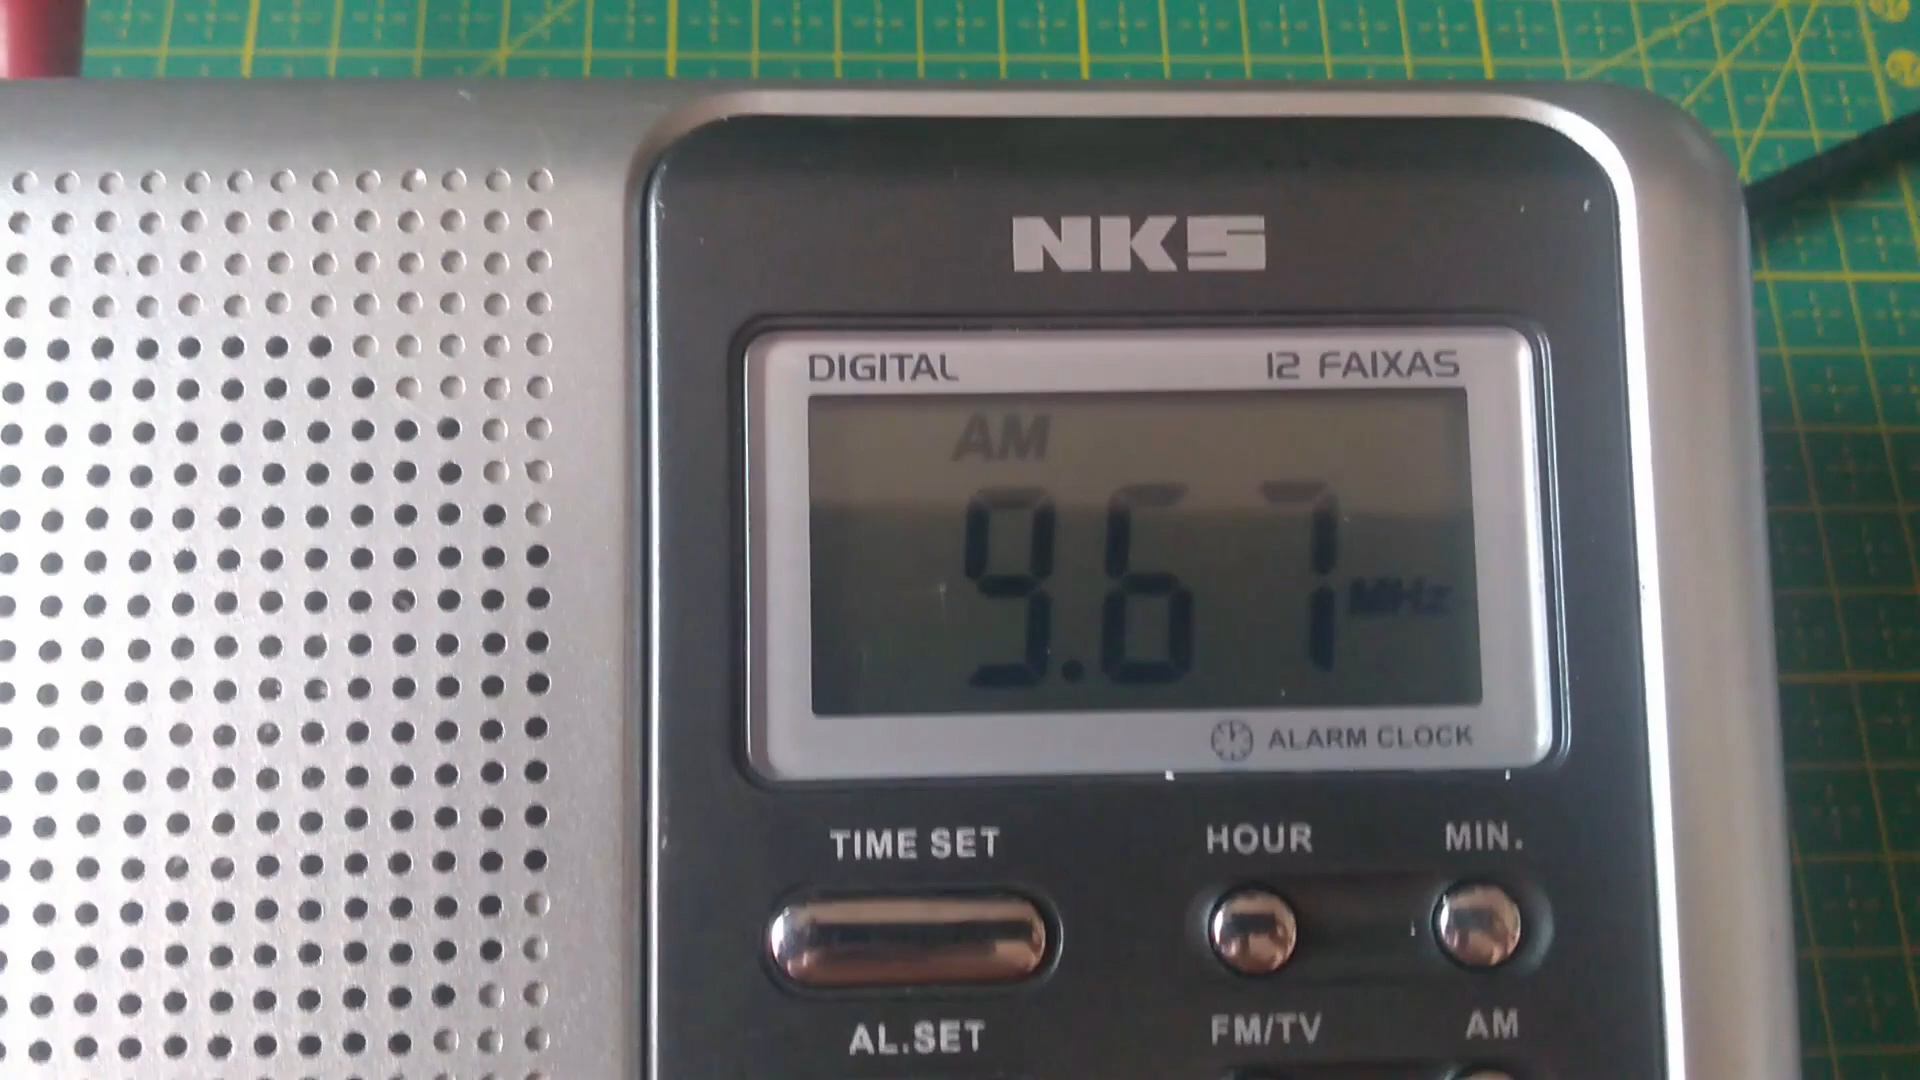 NKS
DIGITAL 12 FAIXAS
AM
9.67 MHz
ALARM CLOCK
TIME SET HOUR MIN.
AL.SET FM/TV AM